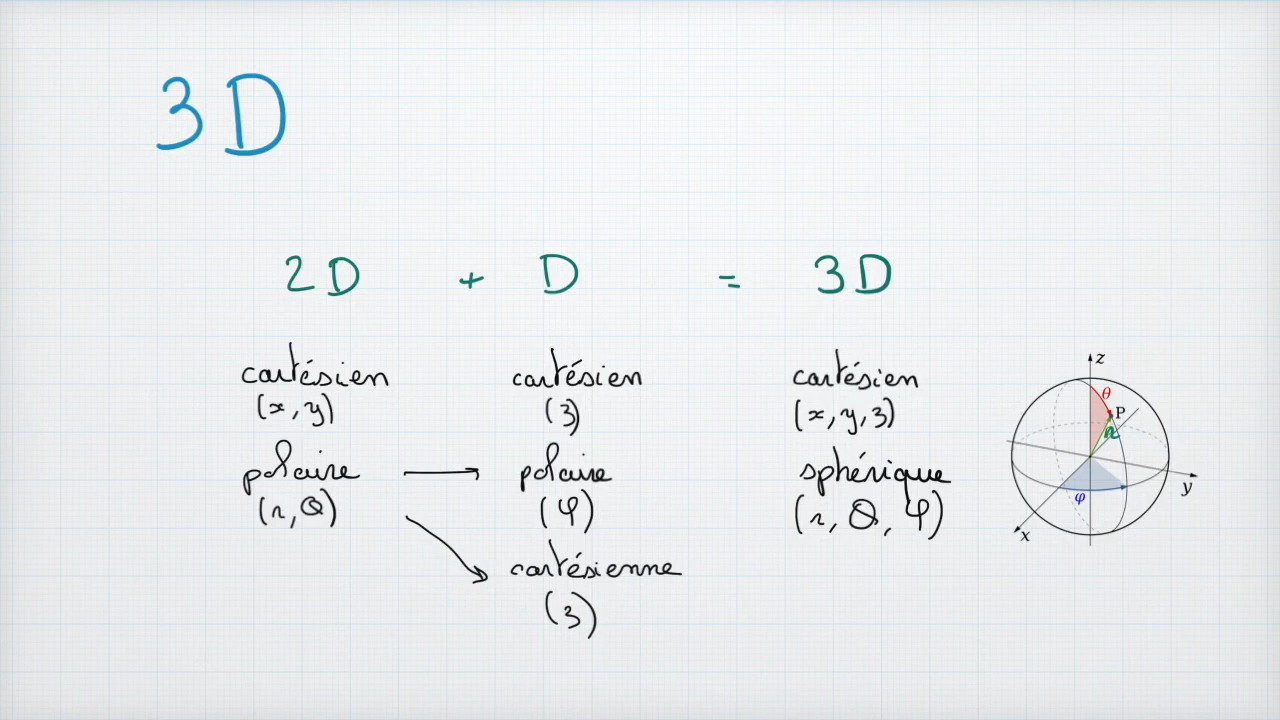 3D
2D + D = 3D
cartésien cartésien cartésien
(x, y) (z) (x, y, z)
polaire polaire sphérique
(r, θ) (φ) (r, θ, φ)
cartésienne
(z)
z
θ
P
r
y
φ
x